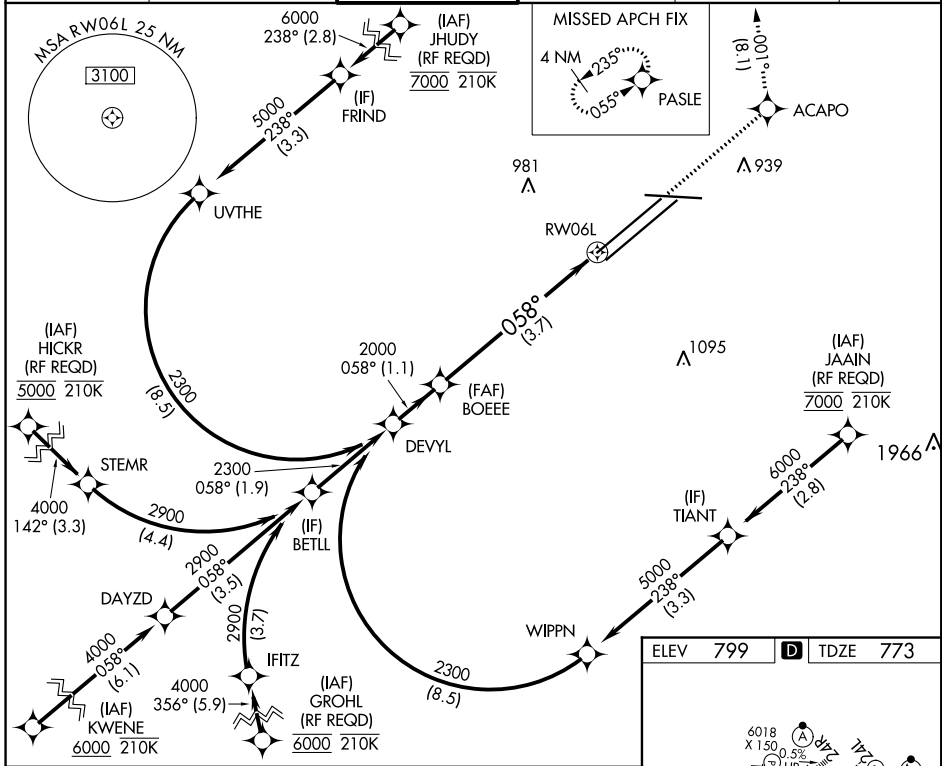 MSA RW06L 25 NM
3100
6000
238° (2.8)
(IAF)
JHUDY
(RF REQD)
7000 210K
(IF)
FRIND
5000
238°
(3.3)
UVTHE
MISSED APCH FIX
4 NM
235°
055°
PASLE
001°
(8.1)
ACAPO
981
939
RW06L
058°
(3.7)
1095
(IAF)
HICKR
(RF REQD)
5000 210K
2300
(8.5)
2000
058° (1.1)
(FAF)
BOEEE
DEVYL
(IAF)
JAAIN
(RF REQD)
7000 210K
1966
STEMR
4000
142° (3.3)
2900
(4.4)
2300
058° (1.9)
(IF)
BETLL
6000
238°
(2.8)
(IF)
TIANT
5000
238°
(3.3)
DAYZD
2900
058°
(3.5)
2900
(3.7)
WIPPN
2300
(8.5)
4000
058°
(6.1)
IFITZ
4000
356° (5.9)
(IAF)
KWENE
6000 210K
(IAF)
GROHL
(RF REQD)
6000 210K
ELEV 799 D TDZE 773
6018
X 150
0.5%
UP
A
24R
24L
P